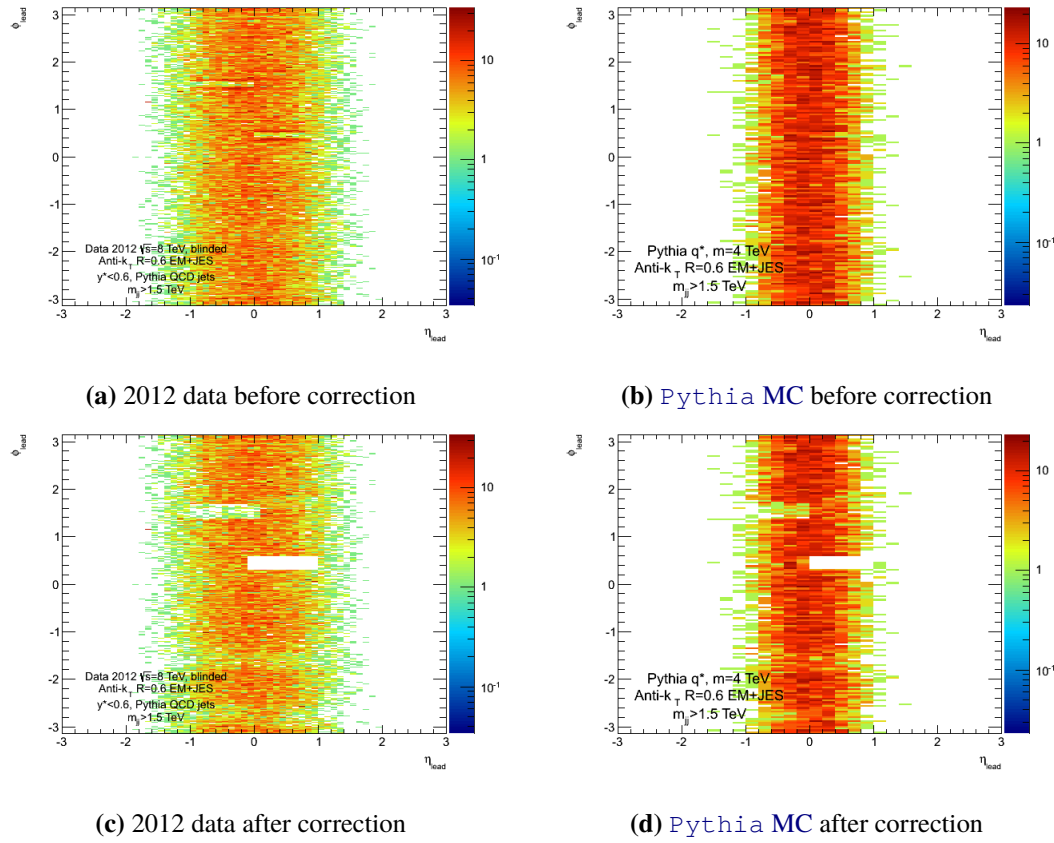 ϕlead
3
2
1
0
-1
-2
-3
-3 -2 -1 0 1 2 3
ηlead
10
1
10-1
Data 2012 √s=8 TeV, blinded
Anti-kT R=0.6 EM+JES
y*<0.6, Pythia QCD jets
mjj>1.5 TeV
(a) 2012 data before correction
ϕlead
3
2
1
0
-1
-2
-3
-3 -2 -1 0 1 2 3
ηlead
10
1
10-1
Pythia q*, m=4 TeV
Anti-kT R=0.6 EM+JES
mjj>1.5 TeV
(b) Pythia MC before correction
ϕlead
3
2
1
0
-1
-2
-3
-3 -2 -1 0 1 2 3
ηlead
10
1
10-1
Data 2012 √s=8 TeV, blinded
Anti-kT R=0.6 EM+JES
y*<0.6, Pythia QCD jets
mjj>1.5 TeV
(c) 2012 data after correction
ϕlead
3
2
1
0
-1
-2
-3
-3 -2 -1 0 1 2 3
ηlead
10
1
10-1
Pythia q*, m=4 TeV
Anti-kT R=0.6 EM+JES
mjj>1.5 TeV
(d) Pythia MC after correction